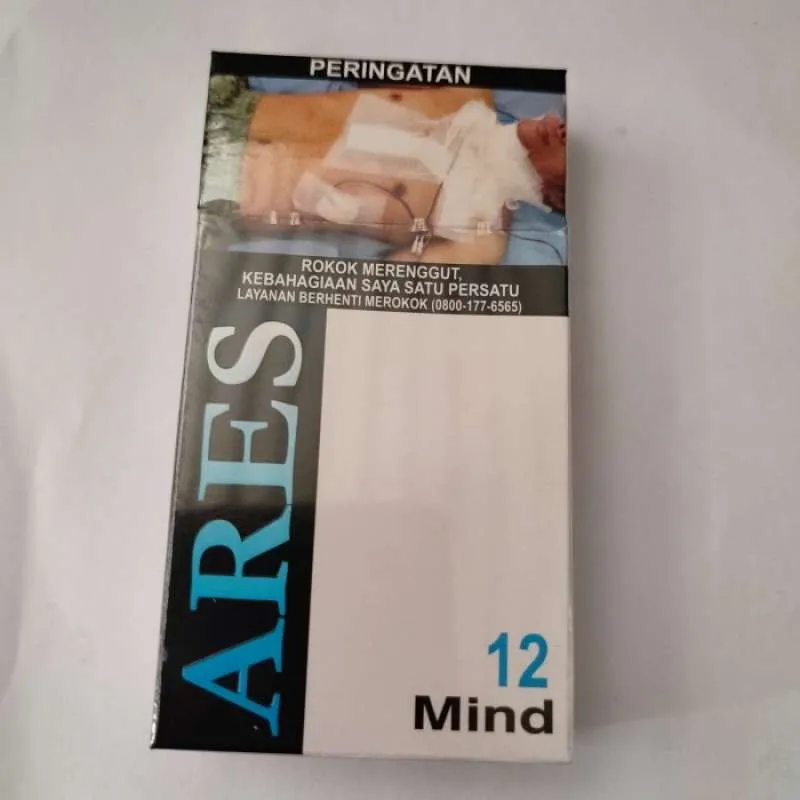 PERINGATAN
ROKOK MERENGGUT,
KEBAHAGIAAN SAYA SATU PERSATU
LAYANAN BERHENTI MEROKOK (0800-177-6565)
ARES
12
Mind